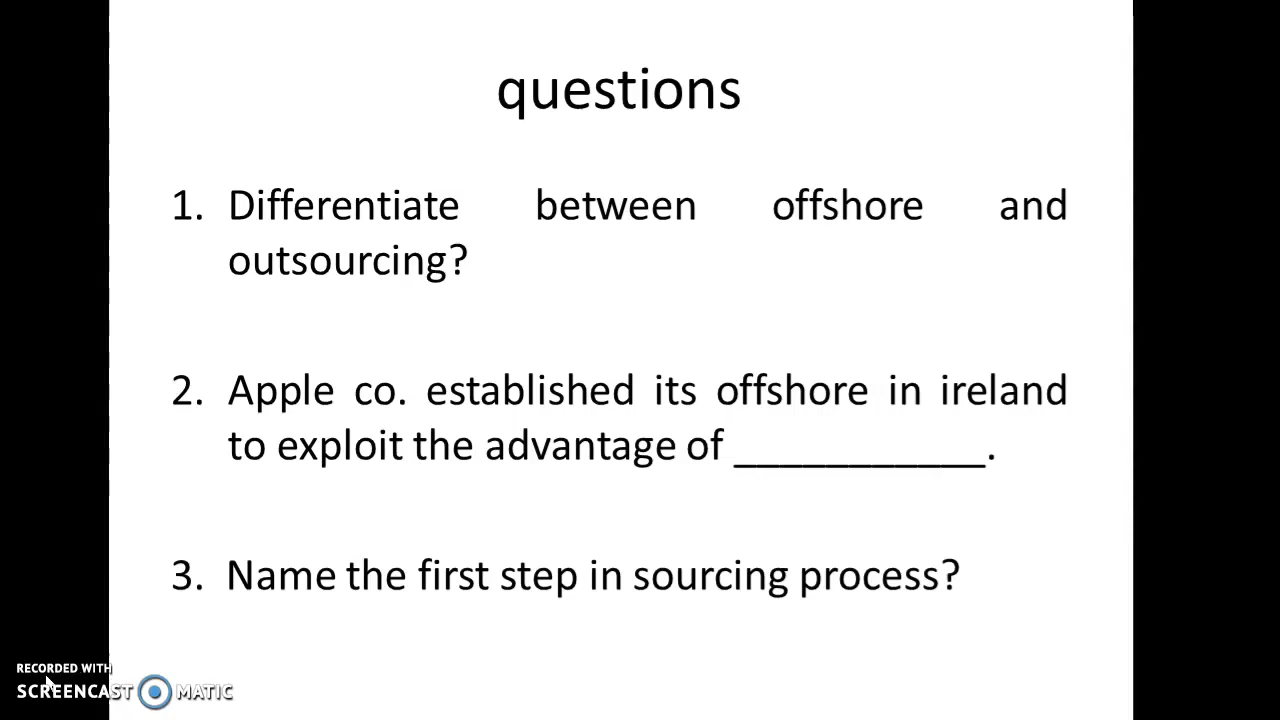 questions
1. Differentiate between offshore and
outsourcing?
2. Apple co. established its offshore in ireland
to exploit the advantage of ___________.
3. Name the first step in sourcing process?
RECORDED WITH
SCREENCAST MATIC